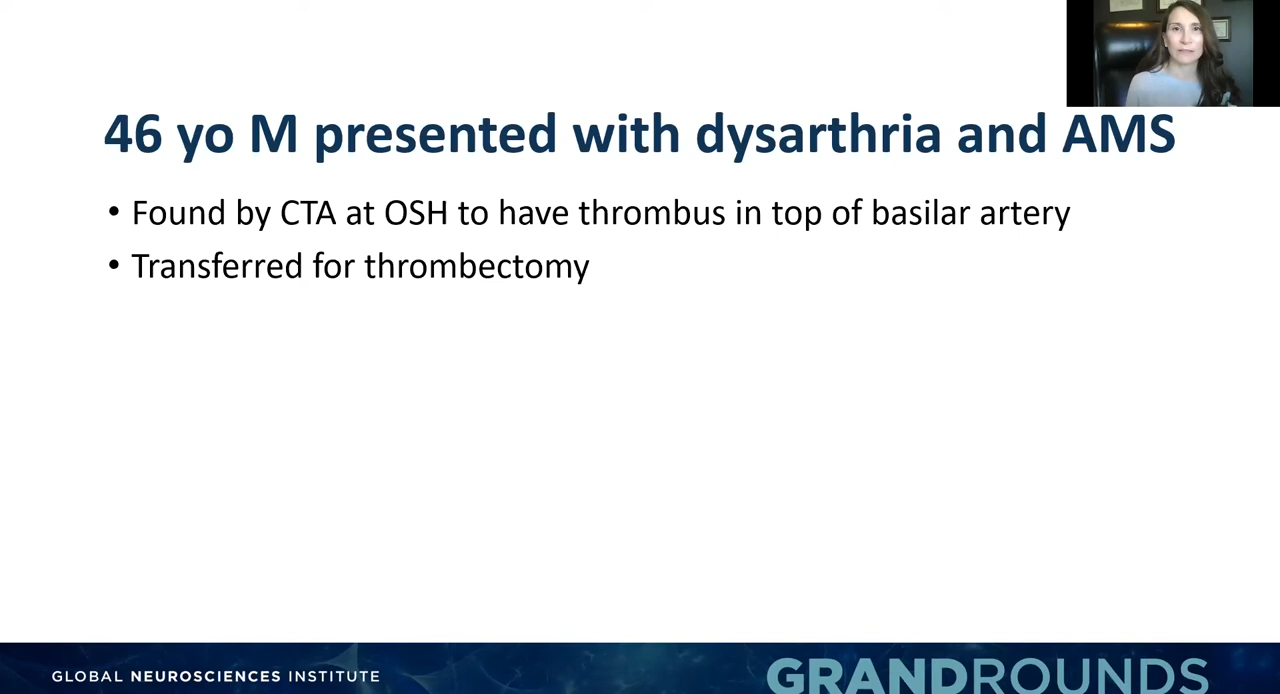 46 yo M presented with dysarthria and AMS
• Found by CTA at OSH to have thrombus in top of basilar artery
• Transferred for thrombectomy
GLOBAL NEUROSCIENCES INSTITUTE
GRANDROUNDS